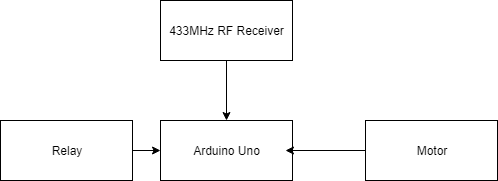 433MHz RF Receiver
Relay
Arduino Uno
Motor